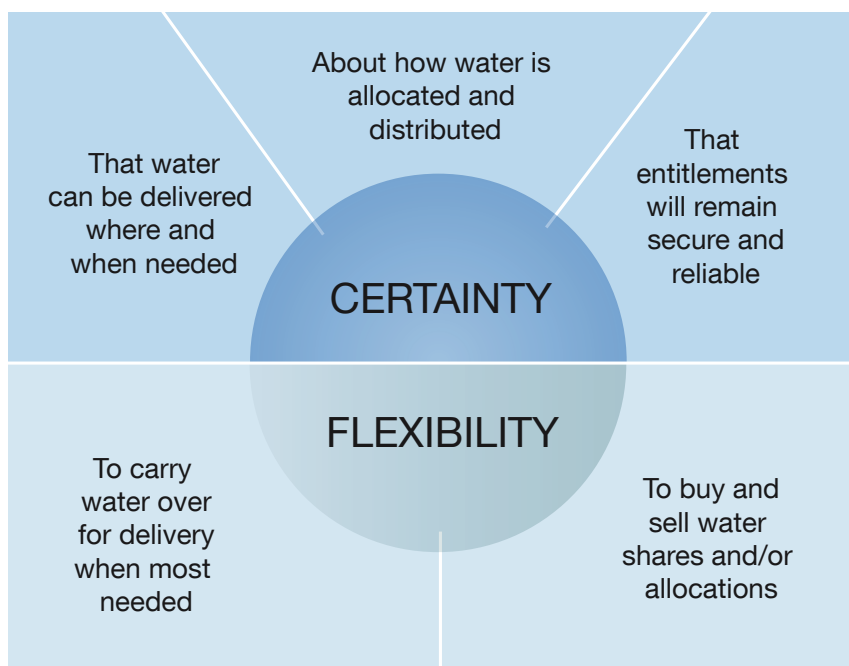 That water
can be delivered
where and
when needed
About how water is
allocated and
distributed
That
entitlements
will remain
secure and
reliable
CERTAINTY
FLEXIBILITY
To carry
water over
for delivery
when most
needed
To buy and
sell water
shares and/or
allocations